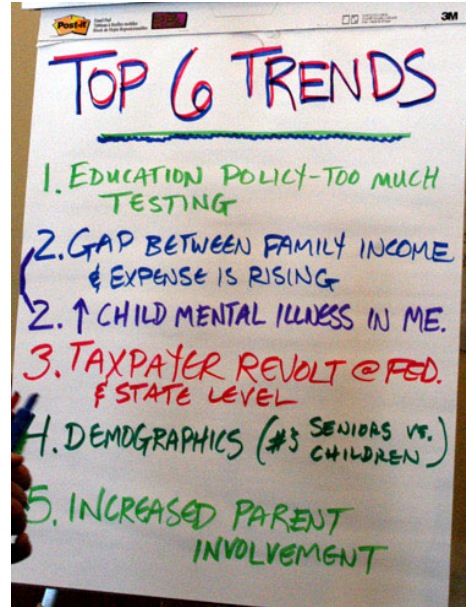 Post-it
3M
TOP 6 TRENDS
1. EDUCATION POLICY-TOO MUCH
TESTING
2. GAP BETWEEN FAMILY INCOME
& EXPENSE IS RISING
2. ↑ CHILD MENTAL ILLNESS IN ME.
3. TAXPAYER REVOLT @ FED.
& STATE LEVEL
4. DEMOGRAPHICS (#'s SENIORS VS.
CHILDREN)
5. INCREASED PARENT
INVOLVEMENT